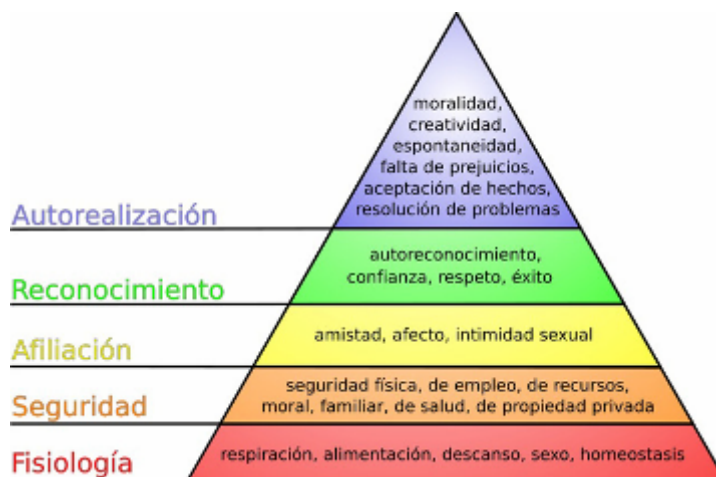 moralidad,
creatividad,
espontaneidad,
falta de prejuicios,
aceptación de hechos,
resolución de problemas
Autorealización
autoreconocimiento,
confianza, respeto, éxito
Reconocimiento
amistad, afecto, intimidad sexual
Afiliación
seguridad física, de empleo, de recursos,
moral, familiar, de salud, de propiedad privada
Seguridad
respiración, alimentación, descanso, sexo, homeostasis
Fisiología